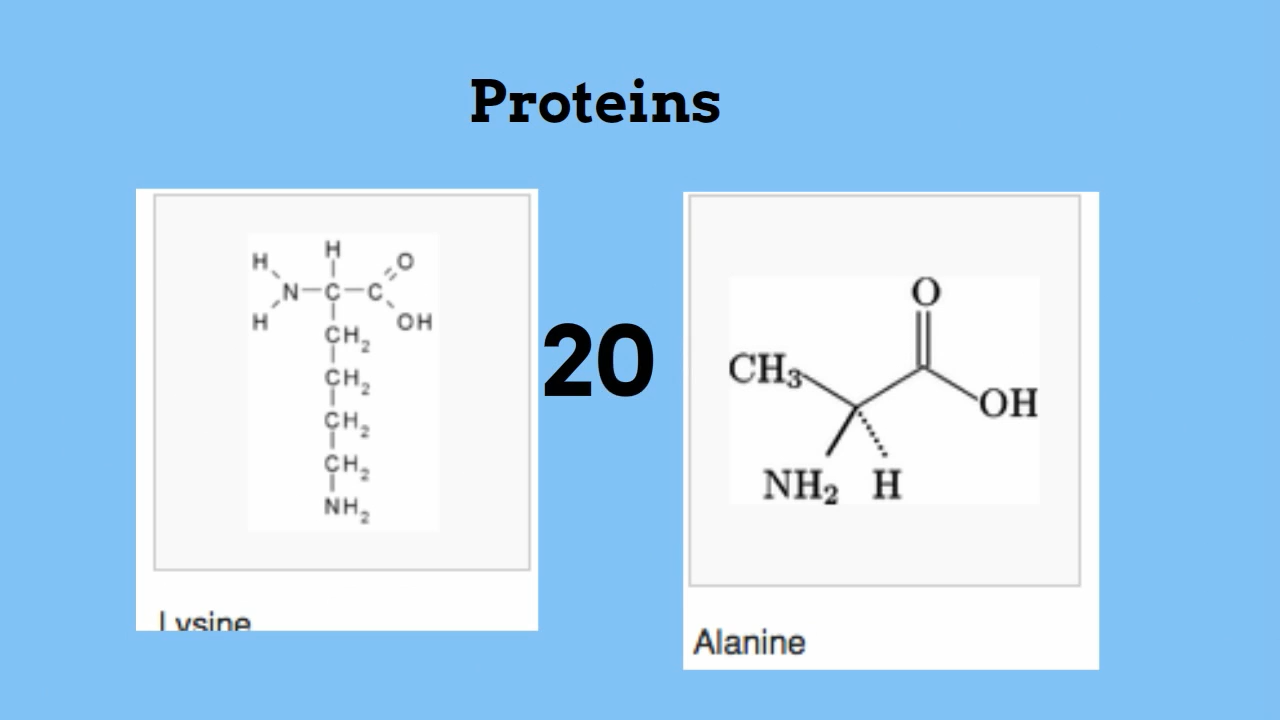 Proteins
H
H O
N C C
H OH
CH2
CH2
CH2
CH2
NH2
Lysine
20
O
CH3
OH
NH2 H
Alanine